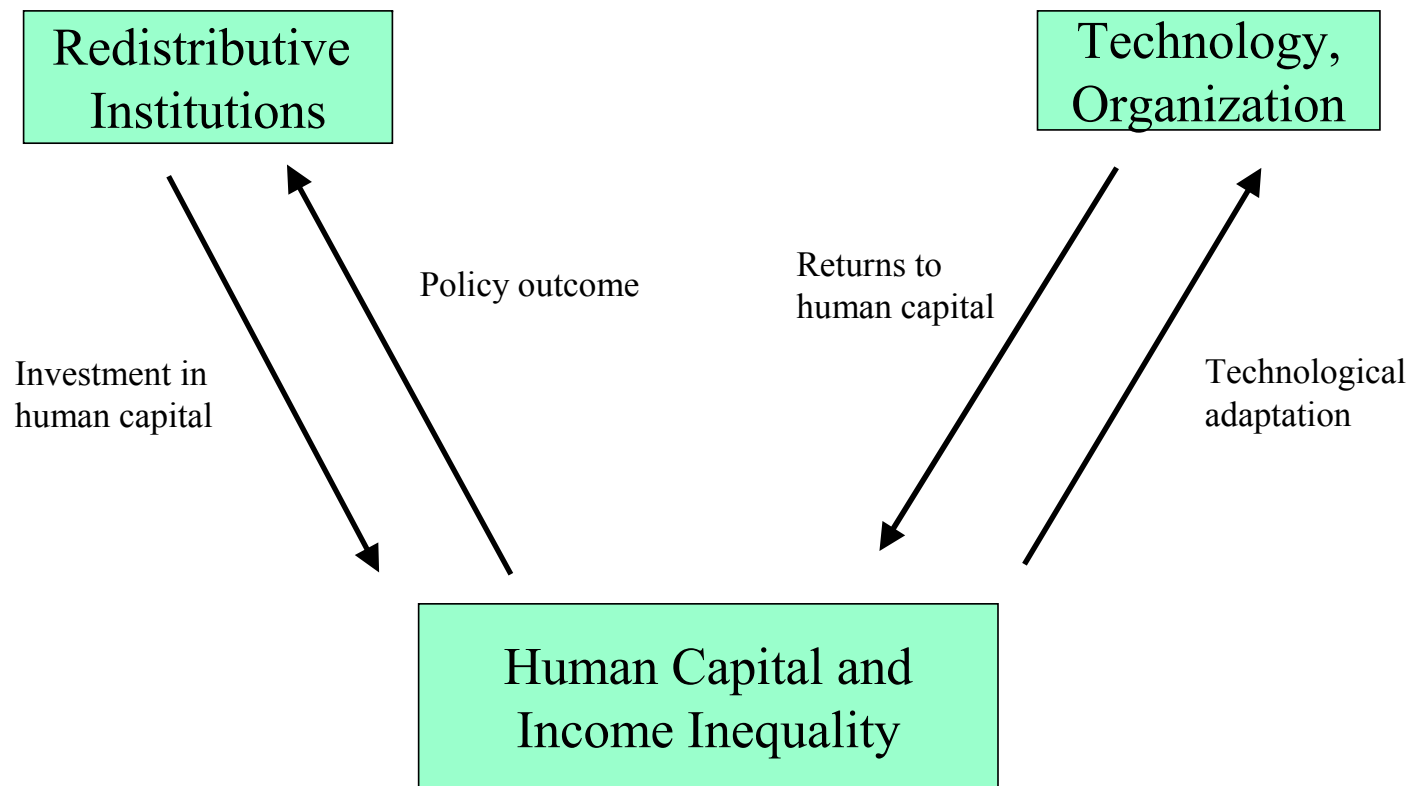 Redistributive
Institutions
Technology,
Organization
Policy outcome
Returns to
human capital
Investment in
human capital
Technological
adaptation
Human Capital and
Income Inequality